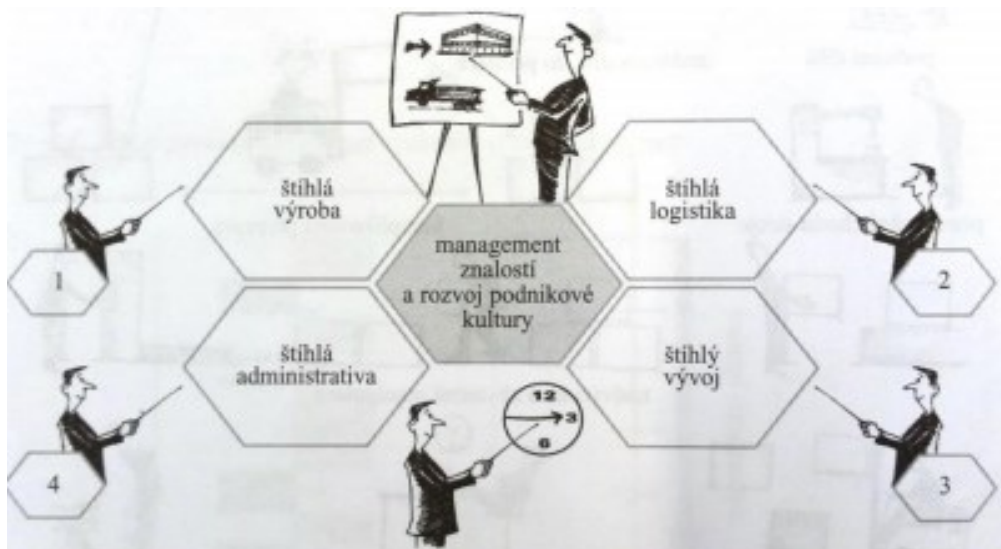 štíhlá
výroba
štíhlá
logistika
1
2
management
znalostí
a rozvoj podnikové
kultury
štíhlá
administrativa
štíhlý
vývoj
12
3
6
4
3